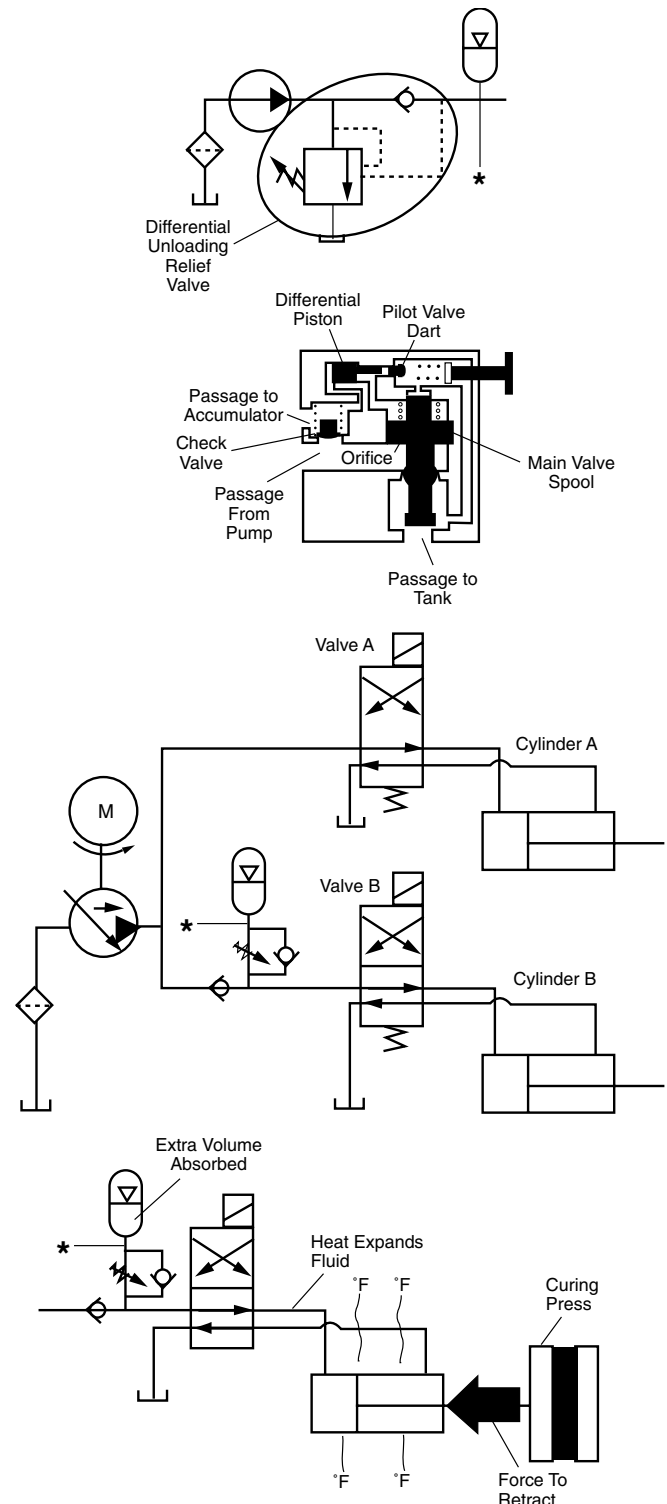 *
Differential
Unloading
Relief
Valve
Differential
Piston
Pilot Valve
Dart
Passage to
Accumulator
Check
Valve
Orifice
Main Valve
Spool
Passage
From
Pump
Passage to
Tank
Valve A
Cylinder A
M
Valve B
*
Cylinder B
Extra Volume
Absorbed
*
Heat Expands
Fluid
°F
°F
Curing
Press
°F
°F
Force To
Retract